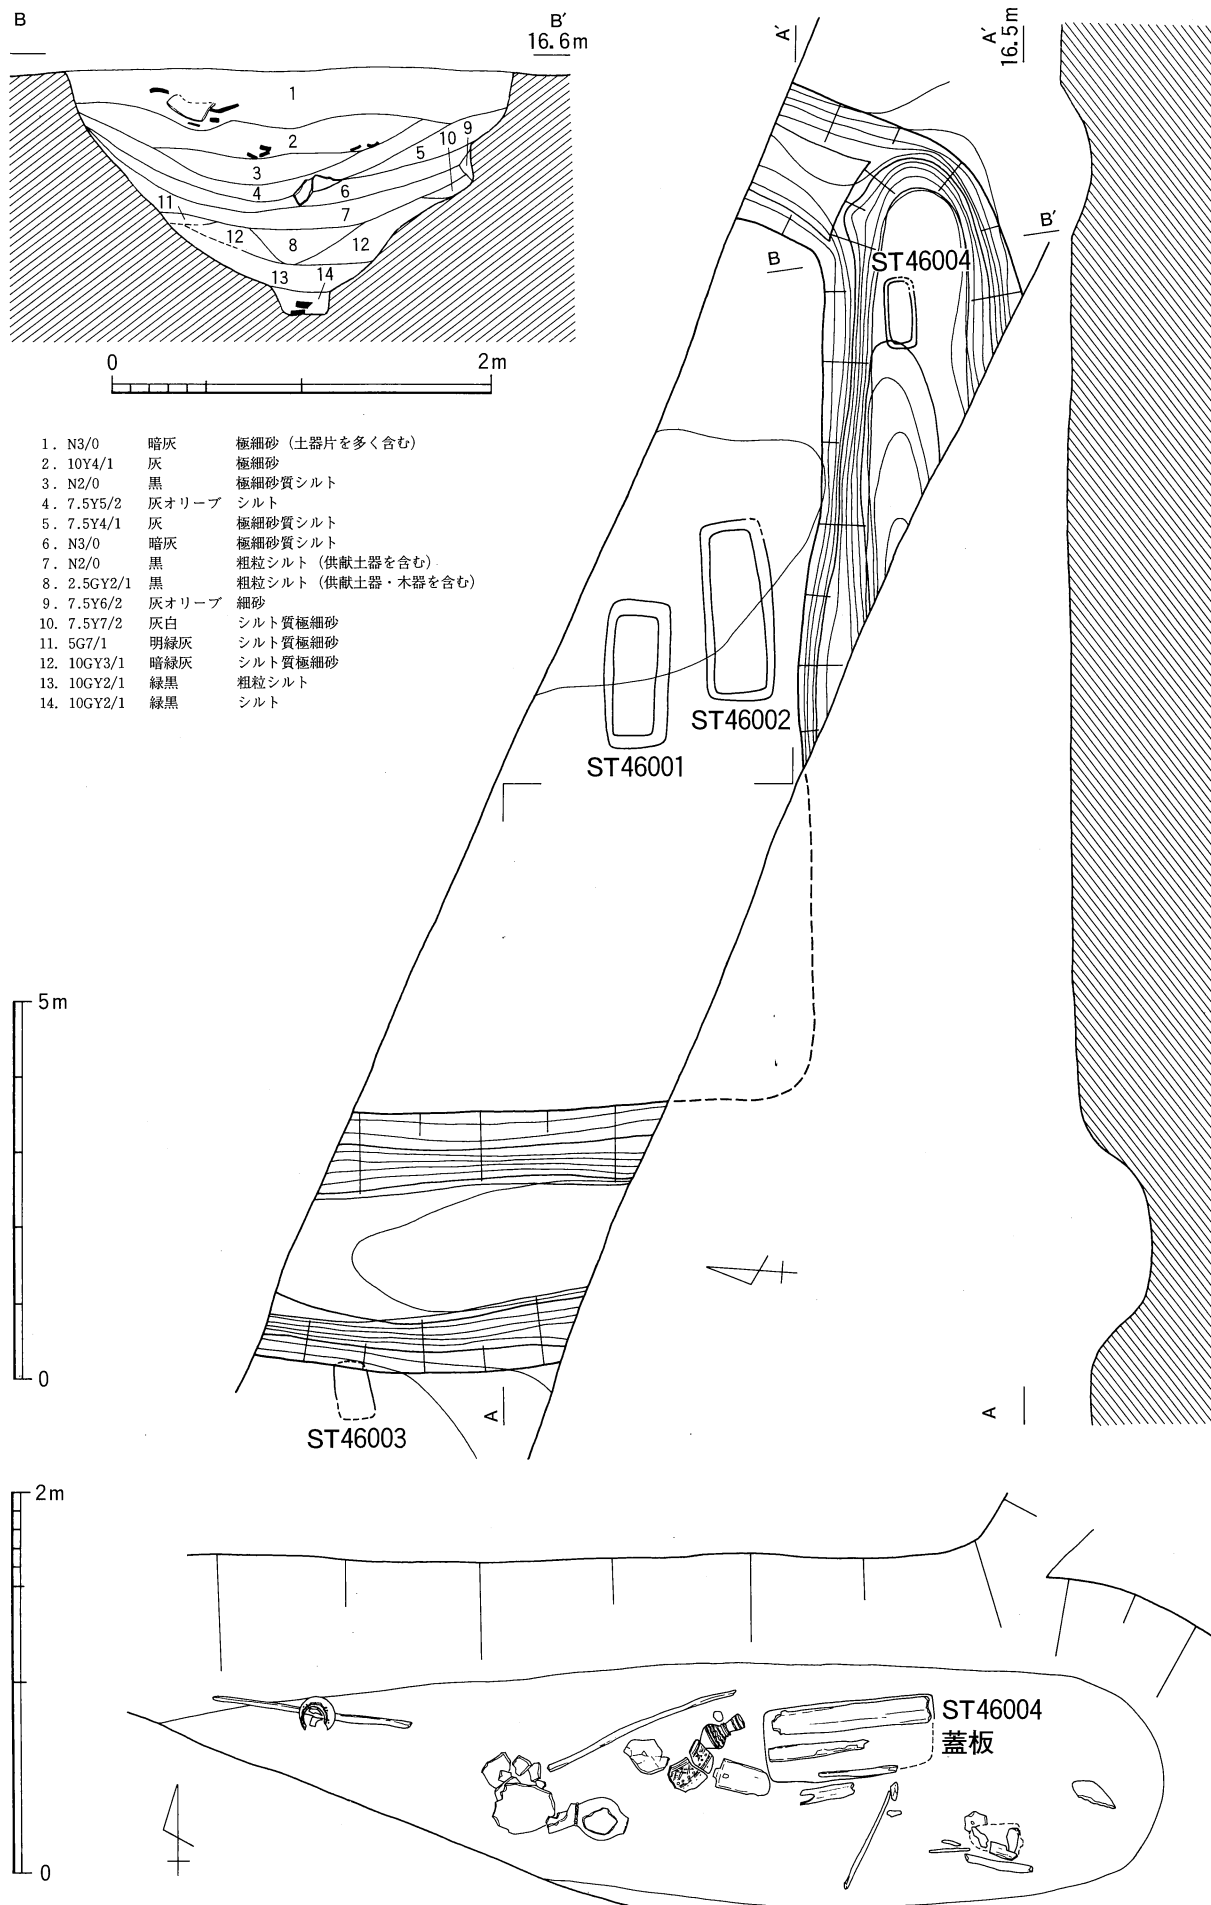 B
B′
16.6m
A′
A′
16.5m
1
2
3
4
5
6
7
8
9
10
11
12
12
13
14
0
2m
B
B′
ST46004
1. N3/0 暗灰 極細砂（土器片を多く含む）
2. 10Y4/1 灰 極細砂
3. N2/0 黒 極細砂質シルト
4. 7.5Y5/2 灰オリーブ シルト
5. 7.5Y4/1 灰 極細砂質シルト
6. N3/0 暗灰 極細砂質シルト
7. N2/0 黒 粗粒シルト（供献土器を含む）
8. 2.5GY2/1 黒 粗粒シルト（供献土器・木器を含む）
9. 7.5Y6/2 灰オリーブ 細砂
10. 7.5Y7/2 灰白 シルト質極細砂
11. 5G7/1 明緑灰 シルト質極細砂
12. 10GY3/1 暗緑灰 シルト質極細砂
13. 10GY2/1 緑黒 粗粒シルト
14. 10GY2/1 緑黒 シルト
ST46002
ST46001
5m
0
ST46003
A
A
2m
0
ST46004
蓋板